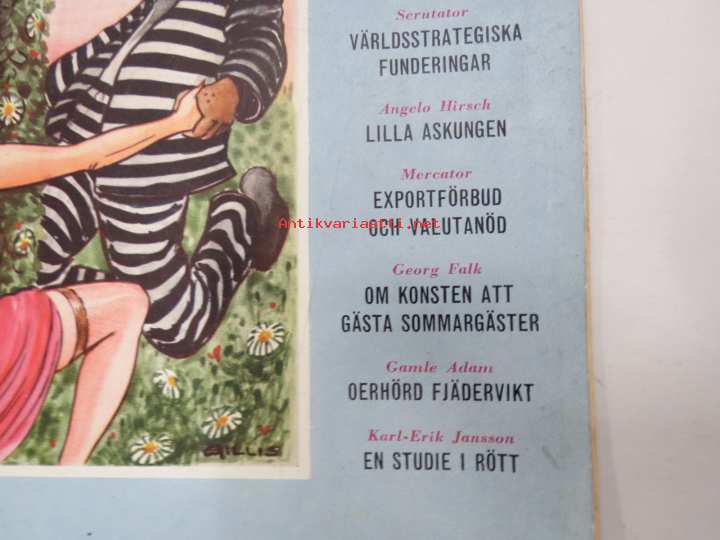 Scrutator
VÄRLDSSTRATEGISKA
FUNDERINGAR
Angelo Hirsch
LILLA ASKUNGEN
Mercator
EXPORTFÖRBUD
OCH VALUTANÖD
Antikvariaatti.net
Georg Falk
OM KONSTEN ATT
GÄSTA SOMMARGÄSTER
Gamle Adam
OERHÖRD FJÄDERVIKT
Karl-Erik Jansson
EN STUDIE I RÖTT
GILLIS